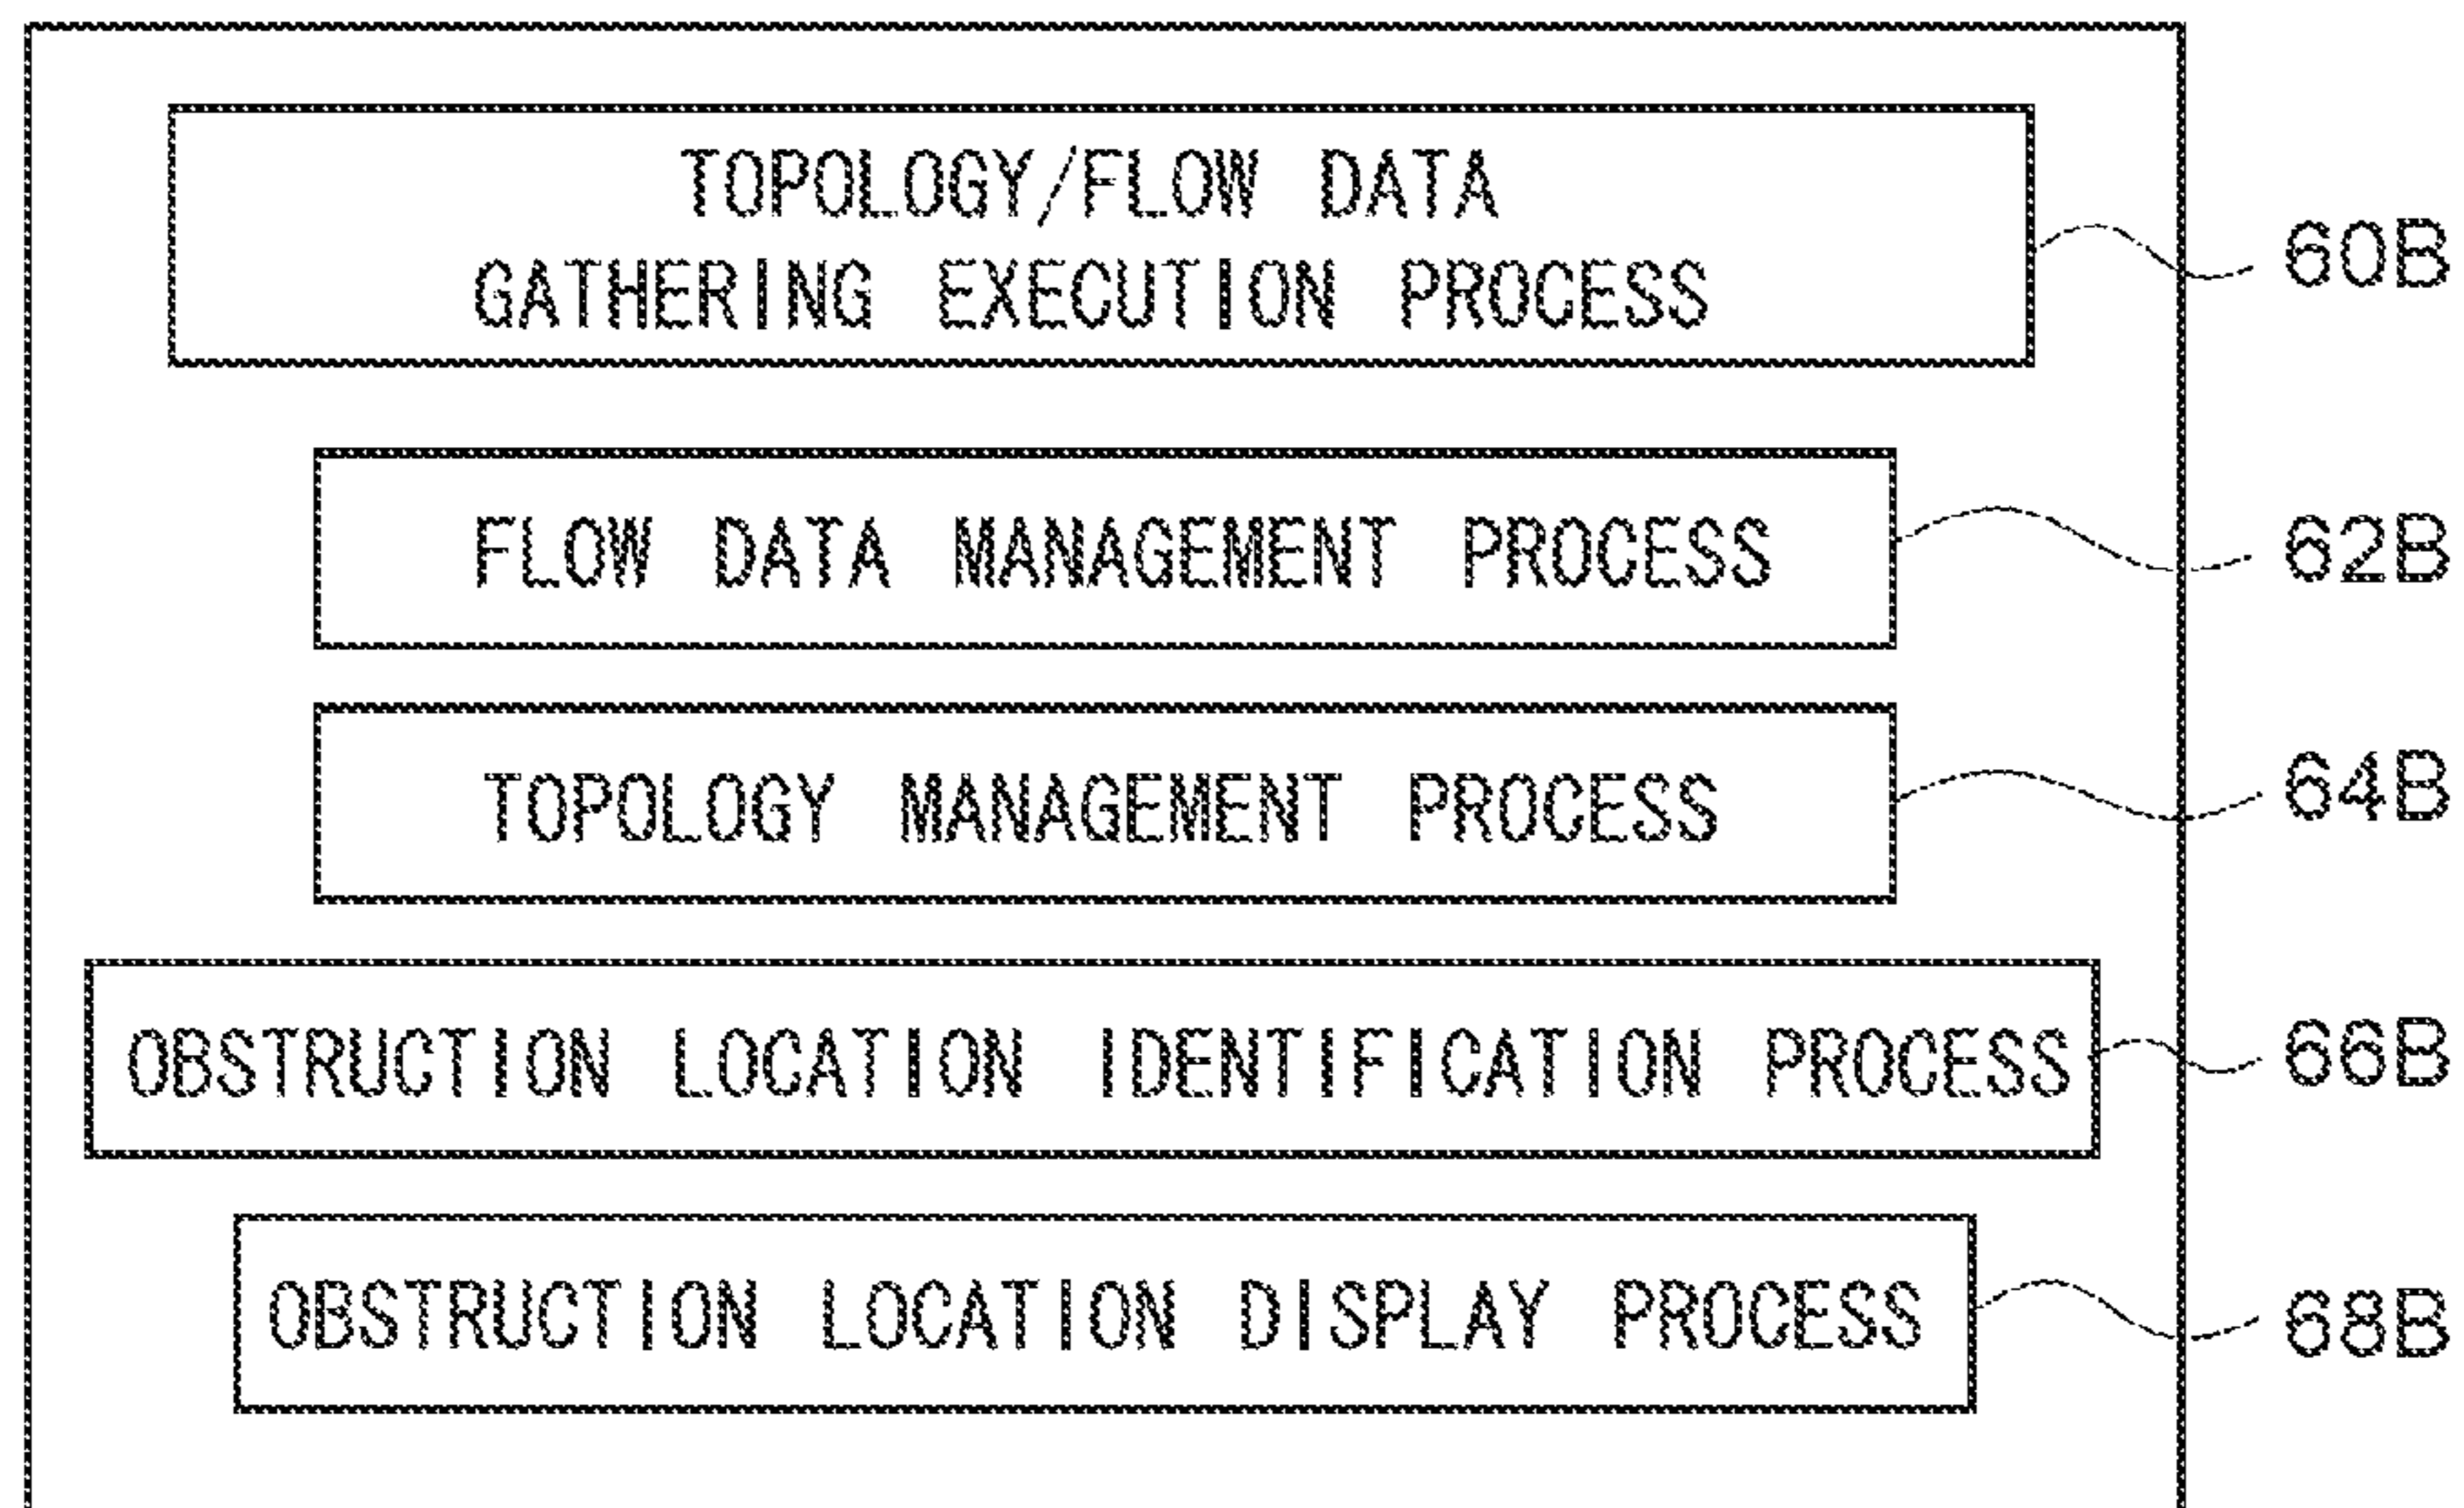 TOPOLOGY/FLOW DATA
GATHERING EXECUTION PROCESS
60B
FLOW DATA MANAGEMENT PROCESS
62B
TOPOLOGY MANAGEMENT PROCESS
64B
OBSTRUCTION LOCATION IDENTIFICATION PROCESS
66B
OBSTRUCTION LOCATION DISPLAY PROCESS
68B